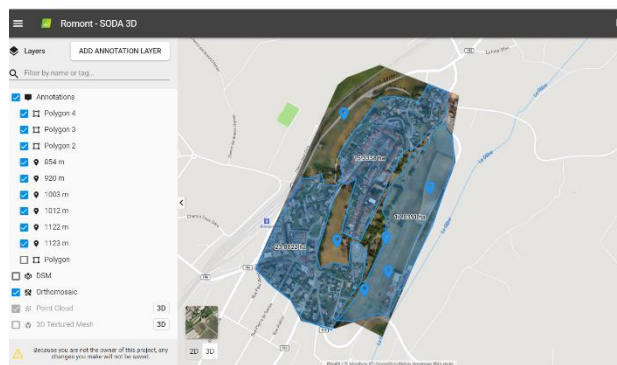 Romont - SODA 3D
Layers
ADD ANNOTATION LAYER
Filter by name or tag...
Annotations
Polygon 4
Polygon 3
Polygon 2
854 m
920 m
1003 m
1012 m
1122 m
1123 m
Polygon
DSM
Orthomosaic
Point Cloud
3D
3D Textured Mesh
3D
Because you are not the owner of this project, any
changes you make will not be saved.
2D
3D
La Glâne